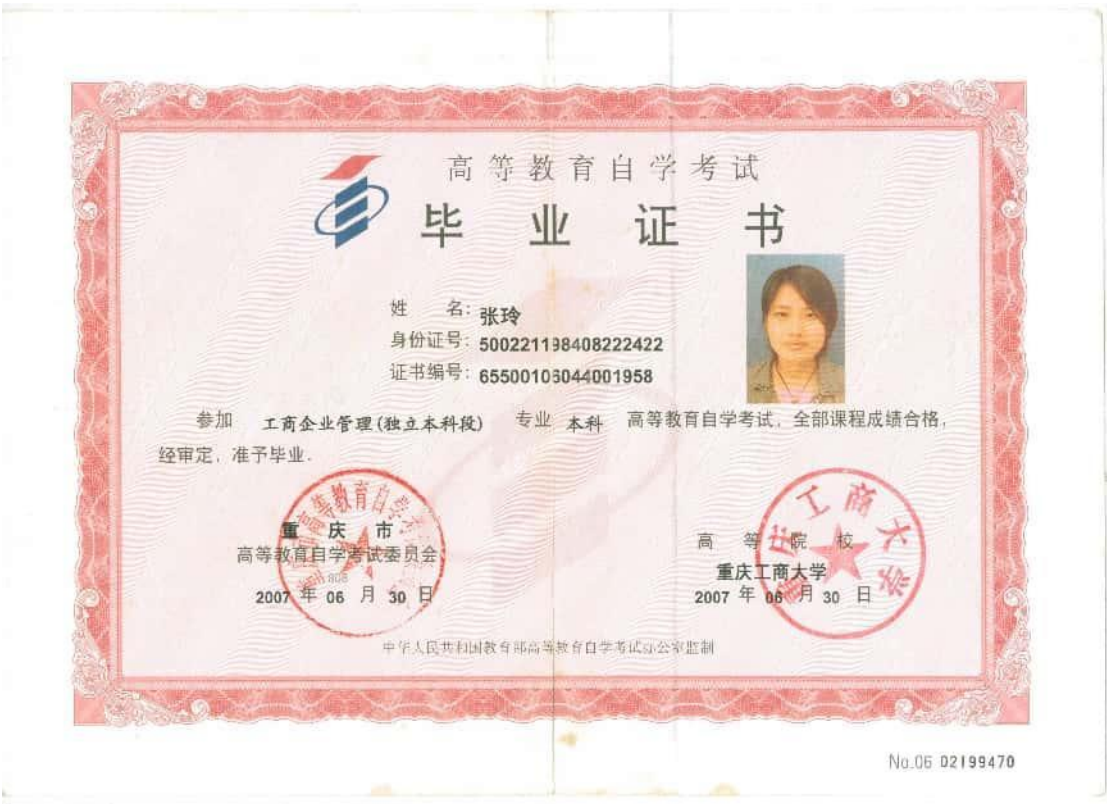 高等教育自学考试
毕业证书
姓 名：张玲
身份证号：500221198408222422
证书编号：65500106044001958
参加 工商企业管理(独立本科段) 专业 本科 高等教育自学考试，全部课程成绩合格，
经审定，准予毕业.
重庆市
高等教育自学考试委员会
2007 年 06 月 30 日
高等院校
重庆工商大学
2007 年 06 月 30 日
重庆工商大学
中华人民共和国教育部高等教育自学考试办公室监制
No.06 02199470